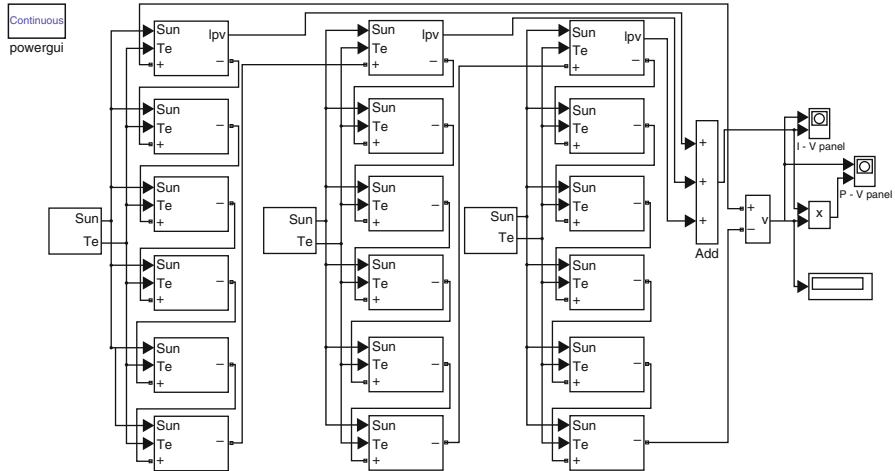 Continuous
powergui
Sun Ipv
Te
+ −
Sun
Te −
+
Sun
Te −
+
Sun
Te
Sun
Te −
+
Sun
Te −
+
Sun
Te −
+
Sun Ipv
Te
+ −
Sun
Te −
+
Sun
Te −
+
Sun
Te
Sun
Te −
+
Sun
Te −
+
Sun
Te −
+
Sun Ipv
Te
+ −
Sun
Te −
+
Sun
Te −
+
Sun
Te
Sun
Te −
+
Sun
Te −
+
Sun
Te −
+
+
+
+
Add
+
− v
I - V panel
P - V panel
x